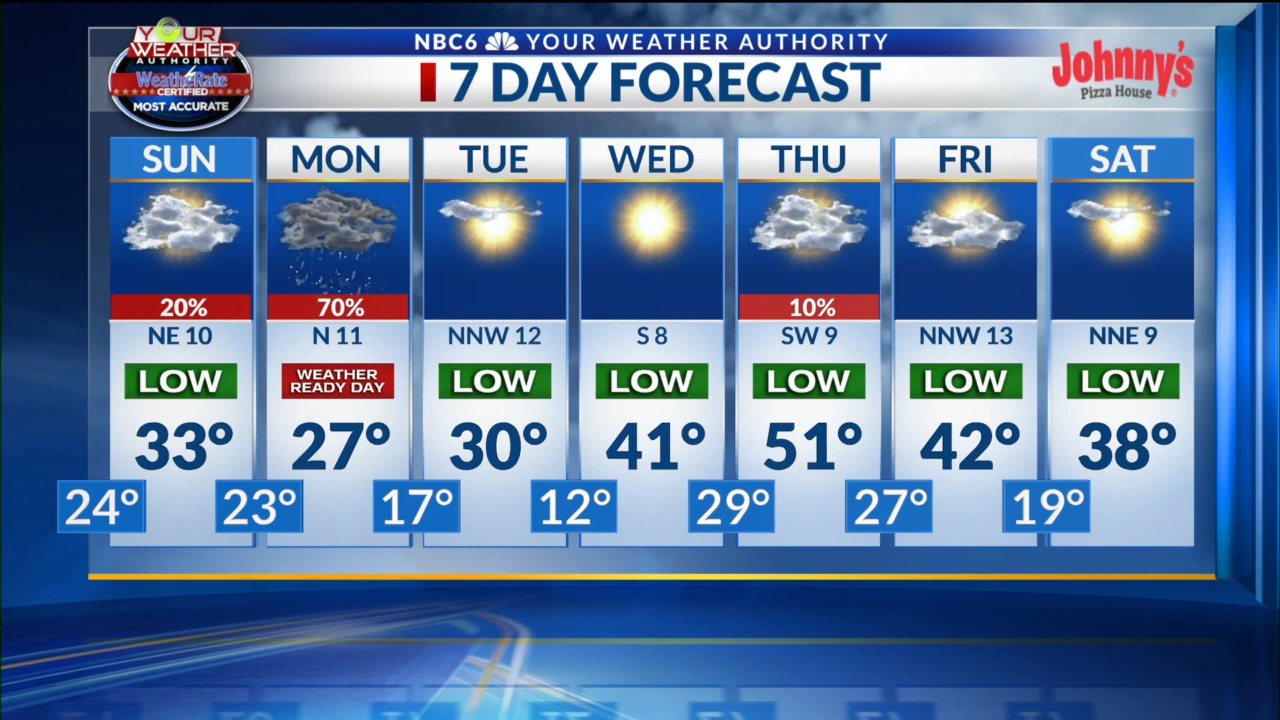 YOUR
WEATHER
AUTHORITY
WeatheRate
CERTIFIED
MOST ACCURATE
NBC6 YOUR WEATHER AUTHORITY
7 DAY FORECAST
Johnny's
Pizza House
SUN MON TUE WED THU FRI SAT
20% 70% 10%
NE 10 N 11 NNW 12 S 8 SW 9 NNW 13 NNE 9
LOW WEATHER READY DAY LOW LOW LOW LOW LOW
33° 27° 30° 41° 51° 42° 38°
24° 23° 17° 12° 29° 27° 19°